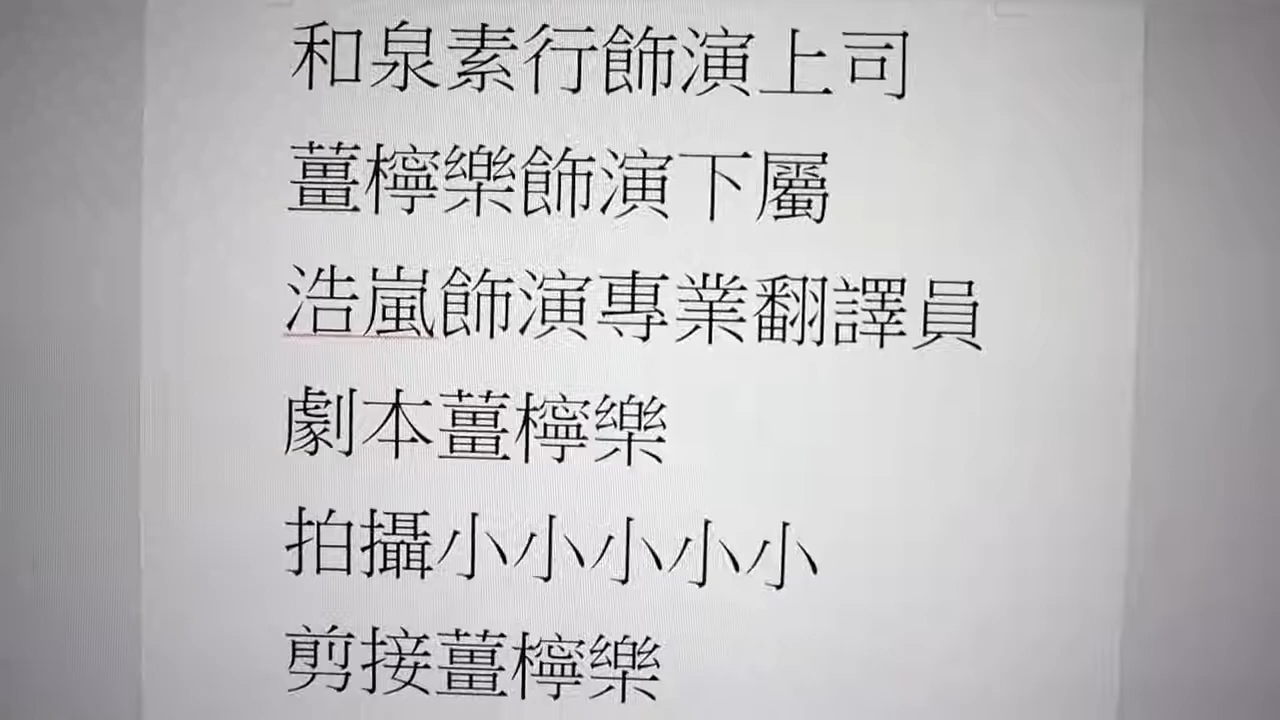 和泉素行飾演上司
薑檸樂飾演下屬
浩嵐飾演專業翻譯員
劇本薑檸樂
拍攝小小小小小
剪接薑檸樂